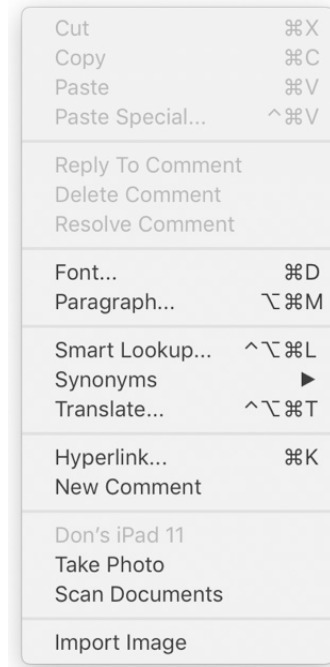 Cut ⌘X
Copy ⌘C
Paste ⌘V
Paste Special... ^⌘V
Reply To Comment
Delete Comment
Resolve Comment
Font... ⌘D
Paragraph... ⌥⌘M
Smart Lookup... ^⌥⌘L
Synonyms ▶
Translate... ^⌥⌘T
Hyperlink... ⌘K
New Comment
Don's iPad 11
Take Photo
Scan Documents
Import Image